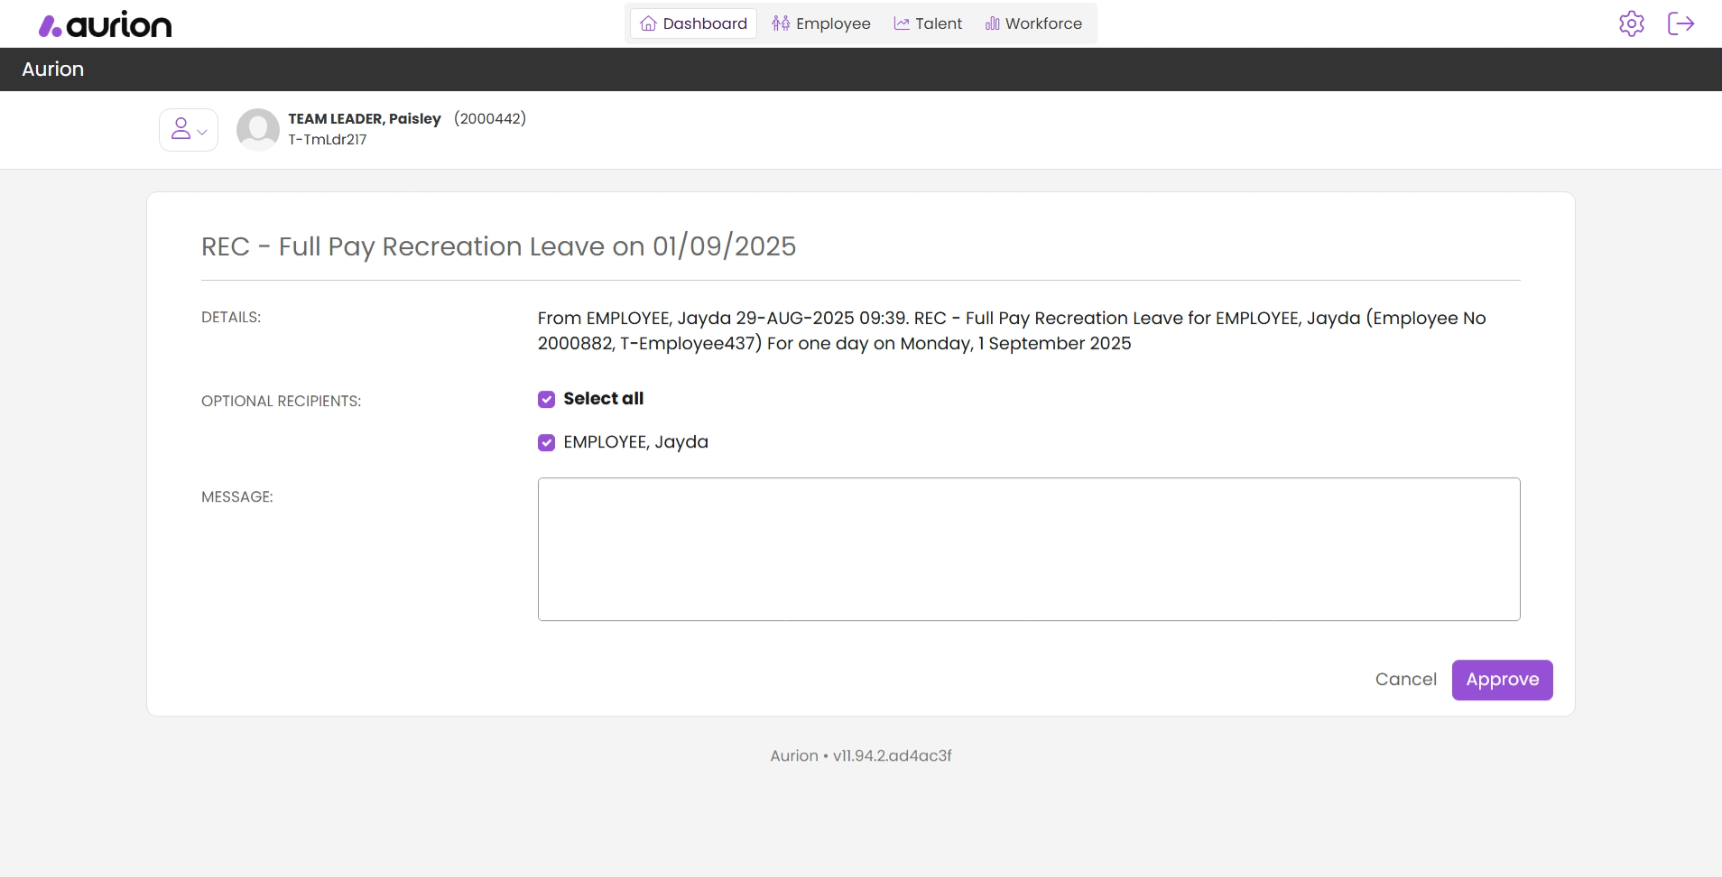 aurion
Dashboard Employee Talent Workforce
Aurion
TEAM LEADER, Paisley (2000442)
T-TmLdr217
REC - Full Pay Recreation Leave on 01/09/2025
DETAILS:
From EMPLOYEE, Jayda 29-AUG-2025 09:39. REC - Full Pay Recreation Leave for EMPLOYEE, Jayda (Employee No
2000882, T-Employee437) For one day on Monday, 1 September 2025
OPTIONAL RECIPIENTS:
Select all
EMPLOYEE, Jayda
MESSAGE:
Cancel Approve
Aurion • v11.94.2.ad4ac3f